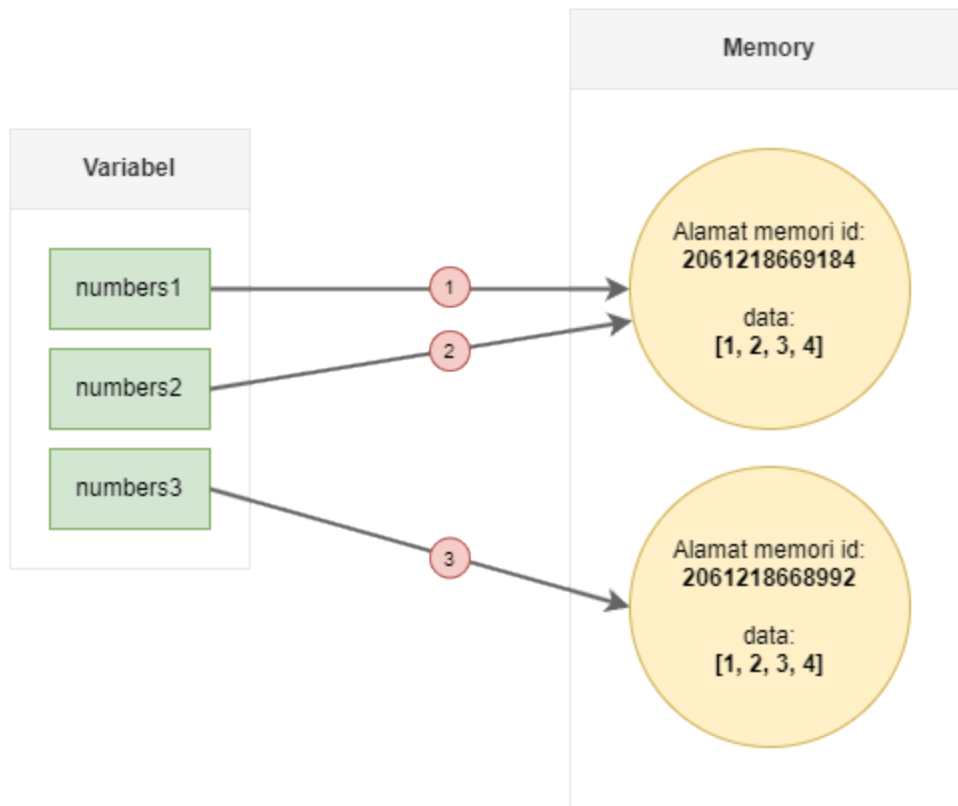 Memory
Variabel
numbers1
1
Alamat memori id:
2061218669184
data:
[1, 2, 3, 4]
numbers2
2
numbers3
3
Alamat memori id:
2061218668992
data:
[1, 2, 3, 4]